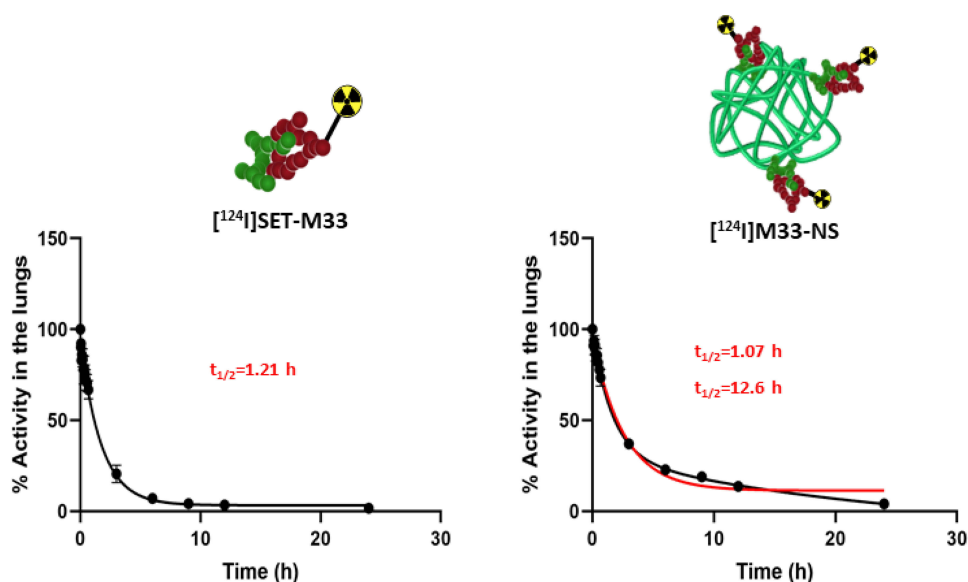 [¹²⁴I]SET-M33
150
100
50
0
0
10
20
30
% Activity in the lungs
Time (h)
t₁/₂=1.21 h
[¹²⁴I]M33-NS
150
100
50
0
0
10
20
30
% Activity in the lungs
Time (h)
t₁/₂=1.07 h
t₁/₂=12.6 h